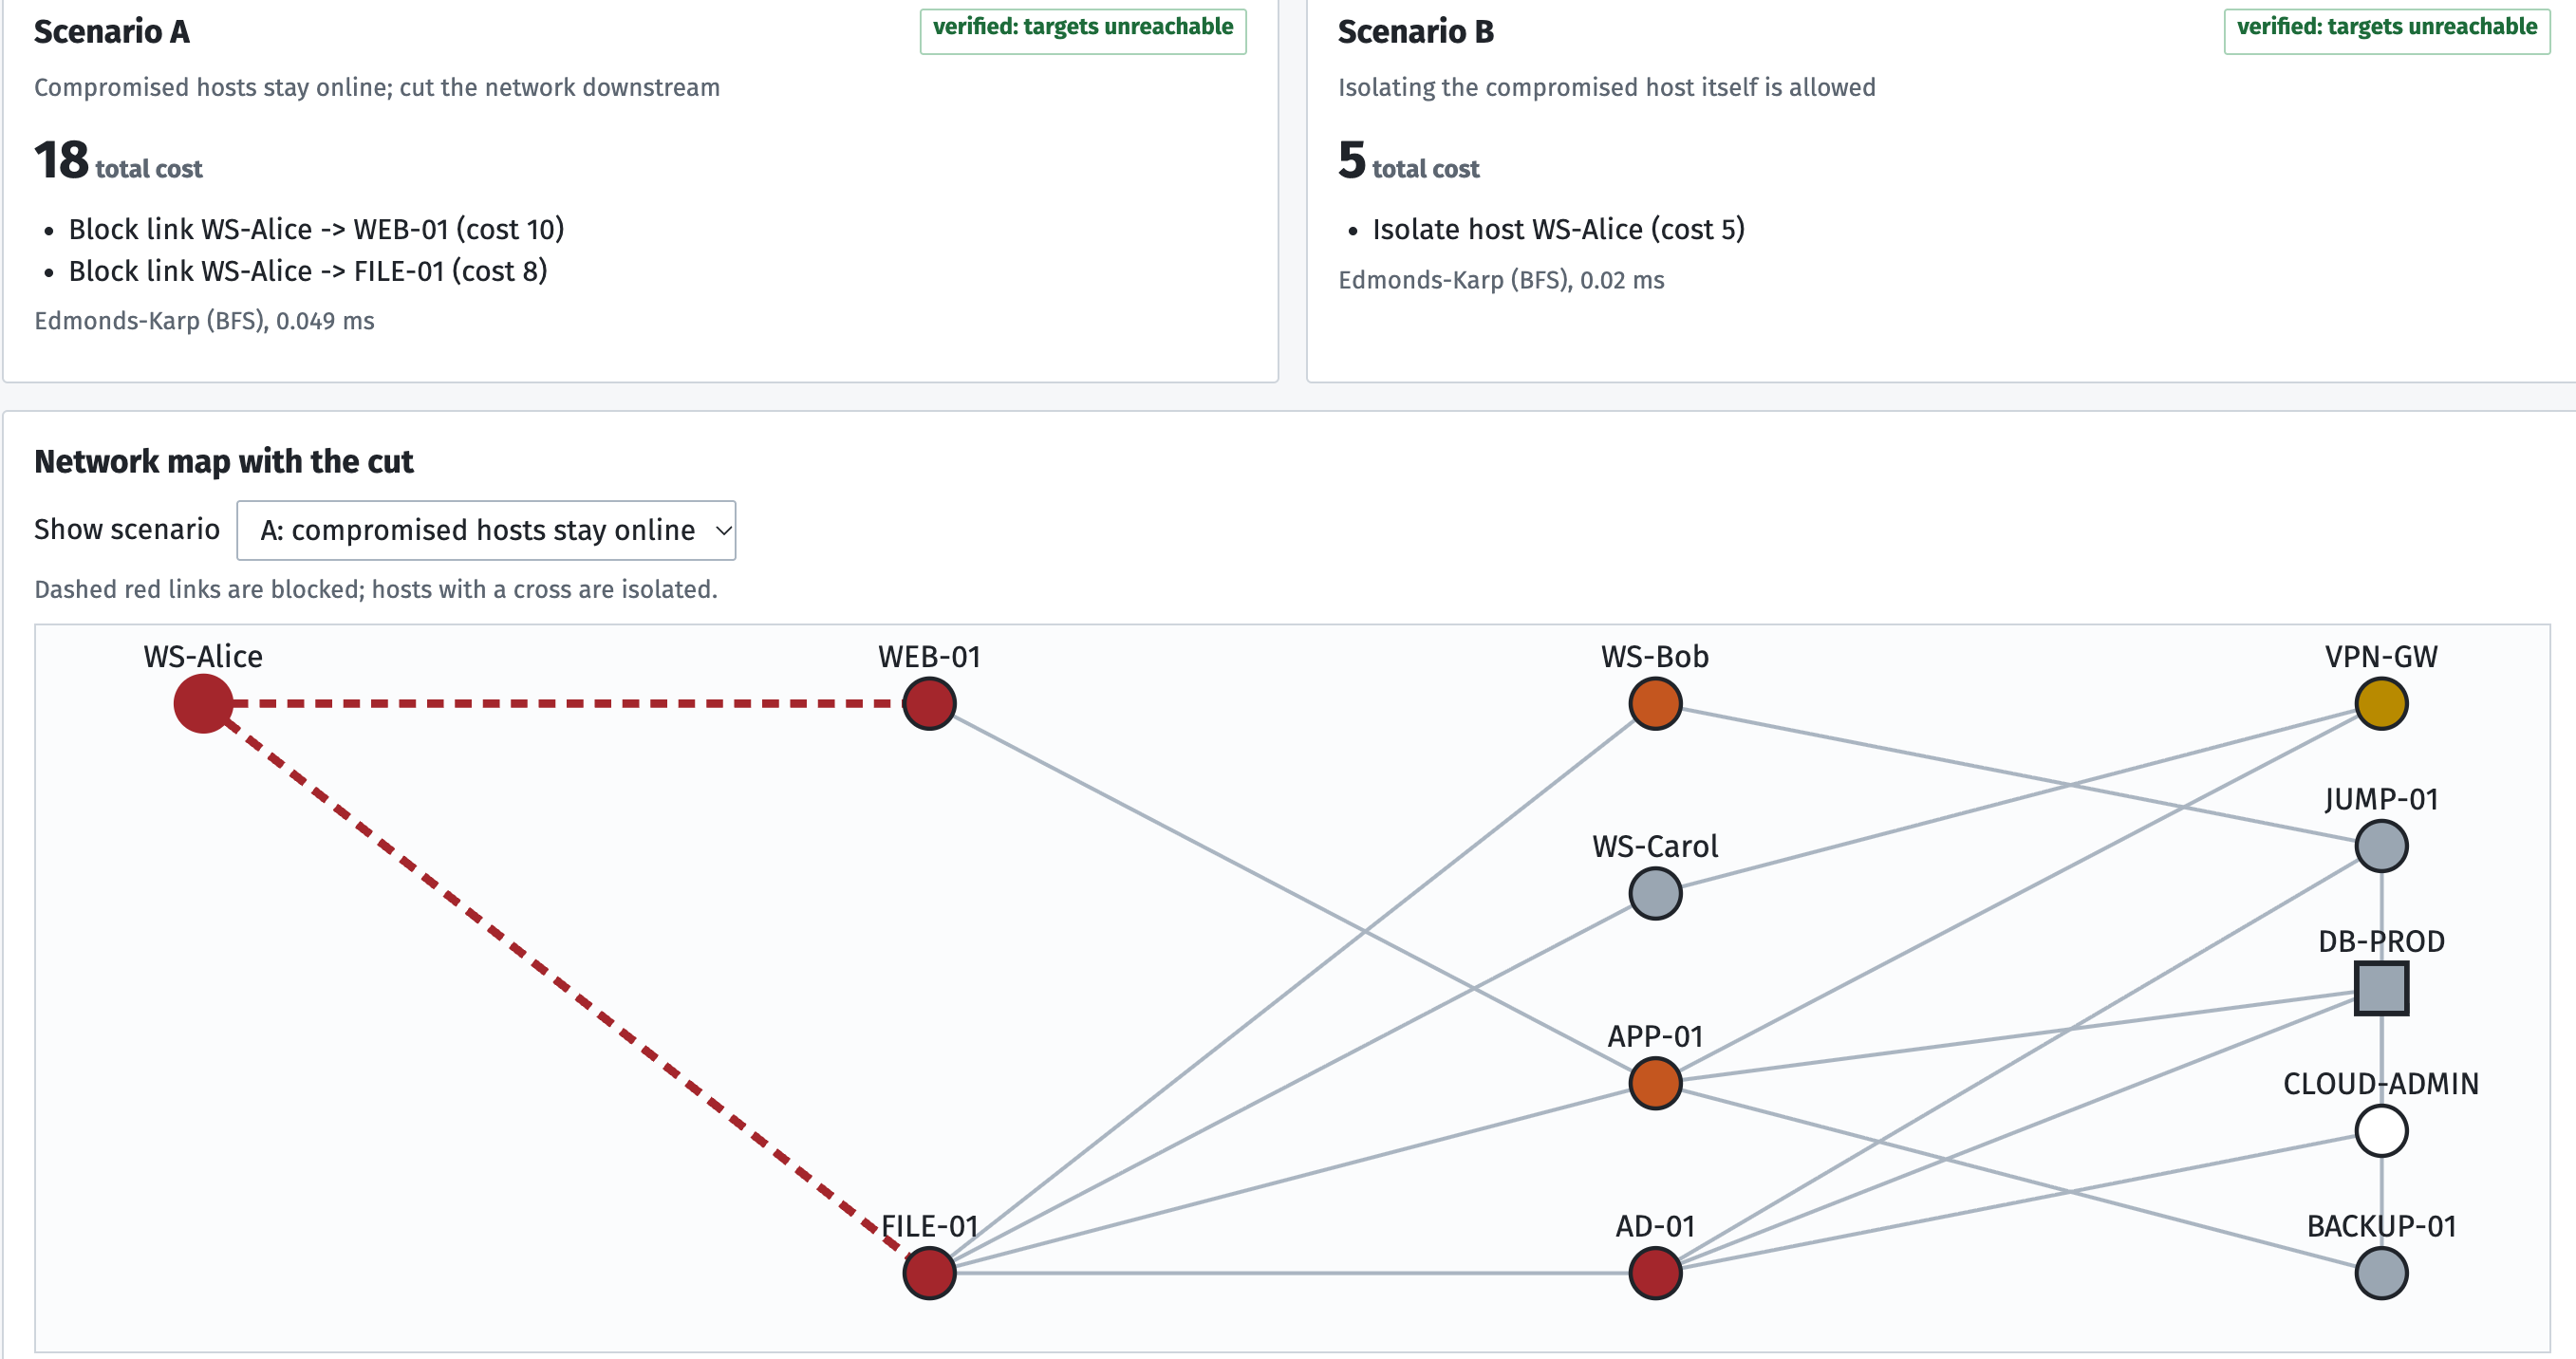 Scenario A
verified: targets unreachable
Compromised hosts stay online; cut the network downstream
18 total cost
• Block link WS-Alice -> WEB-01 (cost 10)
• Block link WS-Alice -> FILE-01 (cost 8)
Edmonds-Karp (BFS), 0.049 ms
Scenario B
verified: targets unreachable
Isolating the compromised host itself is allowed
5 total cost
• Isolate host WS-Alice (cost 5)
Edmonds-Karp (BFS), 0.02 ms
Network map with the cut
Show scenario A: compromised hosts stay online
Dashed red links are blocked; hosts with a cross are isolated.
WS-Alice
WEB-01
WS-Bob
VPN-GW
JUMP-01
WS-Carol
DB-PROD
APP-01
CLOUD-ADMIN
FILE-01
AD-01
BACKUP-01